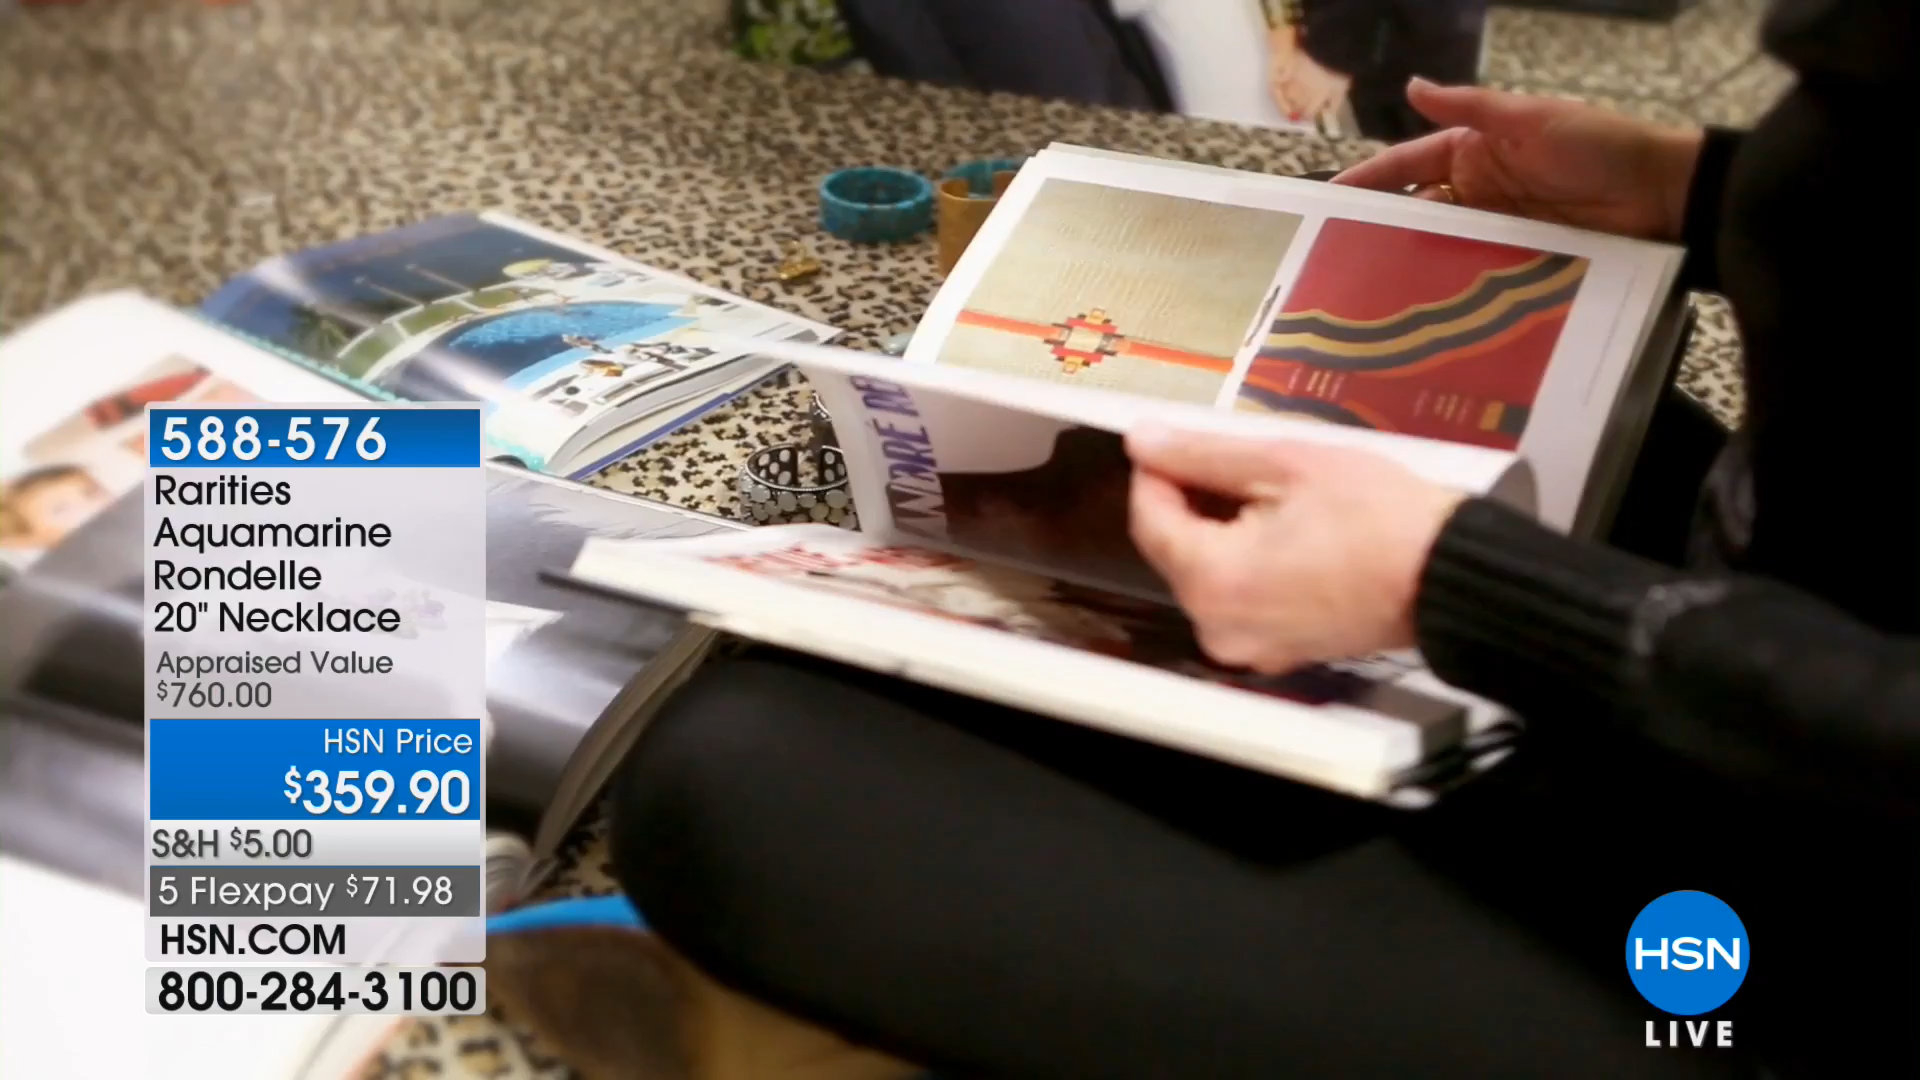 588-576
Rarities
Aquamarine
Rondelle
20" Necklace
Appraised Value
$760.00
HSN Price
$359.90
S&H $5.00
5 Flexpay $71.98
HSN.COM
800-284-3100
ANDRÉ
HSN
LIVE